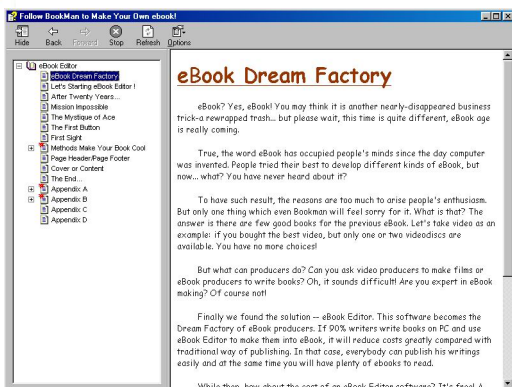 Follow BookMan to Make Your Own ebook!
Hide Back Forward Stop Refresh Options
eBook Editor
eBook Dream Factory
Let's Starting eBook Editor !
After Twenty Years...
Mission Impossible
The Mystique of Ace
The First Button
First Sight
Methods Make Your Book Cool
Page Header/Page Footer
Cover or Content
The End...
Appendix A
Appendix B
Appendix C
Appendix D
eBook Dream Factory
eBook? Yes, eBook! You may think it is another nearly-disappeared business
trick-a rewrapped trash... but please wait, this time is quite different, eBook age
is really coming.
True, the word eBook has occupied people's minds since the day computer
was invented. People tried their best to develop different kinds of eBook, but
now... what? You have never heard about it?
To have such result, the reasons are too much to arise people's enthusiasm.
But only one thing which even Bookman will feel sorry for it. What is that? The
answer is there are few good books for the previous eBook. Let's take video as an
example: if you bought the best video, but only one or two videodiscs are
available. You have no more choices!
But what can producers do? Can you ask video producers to make films or
eBook producers to write books? Oh, it sounds difficult! Are you expert in eBook
making? Of course not!
Finally we found the solution -- eBook Editor. This software becomes the
Dream Factory of eBook producers. If 90% writers write books on PC and use
eBook Editor to make them into eBook, it will reduce costs greatly compared with
traditional way of publishing. In that case, everybody can publish his writings
easily and at the same time you will have plenty of ebooks to read.
While then, how about the cost of an eBook Editor software? It's free! A